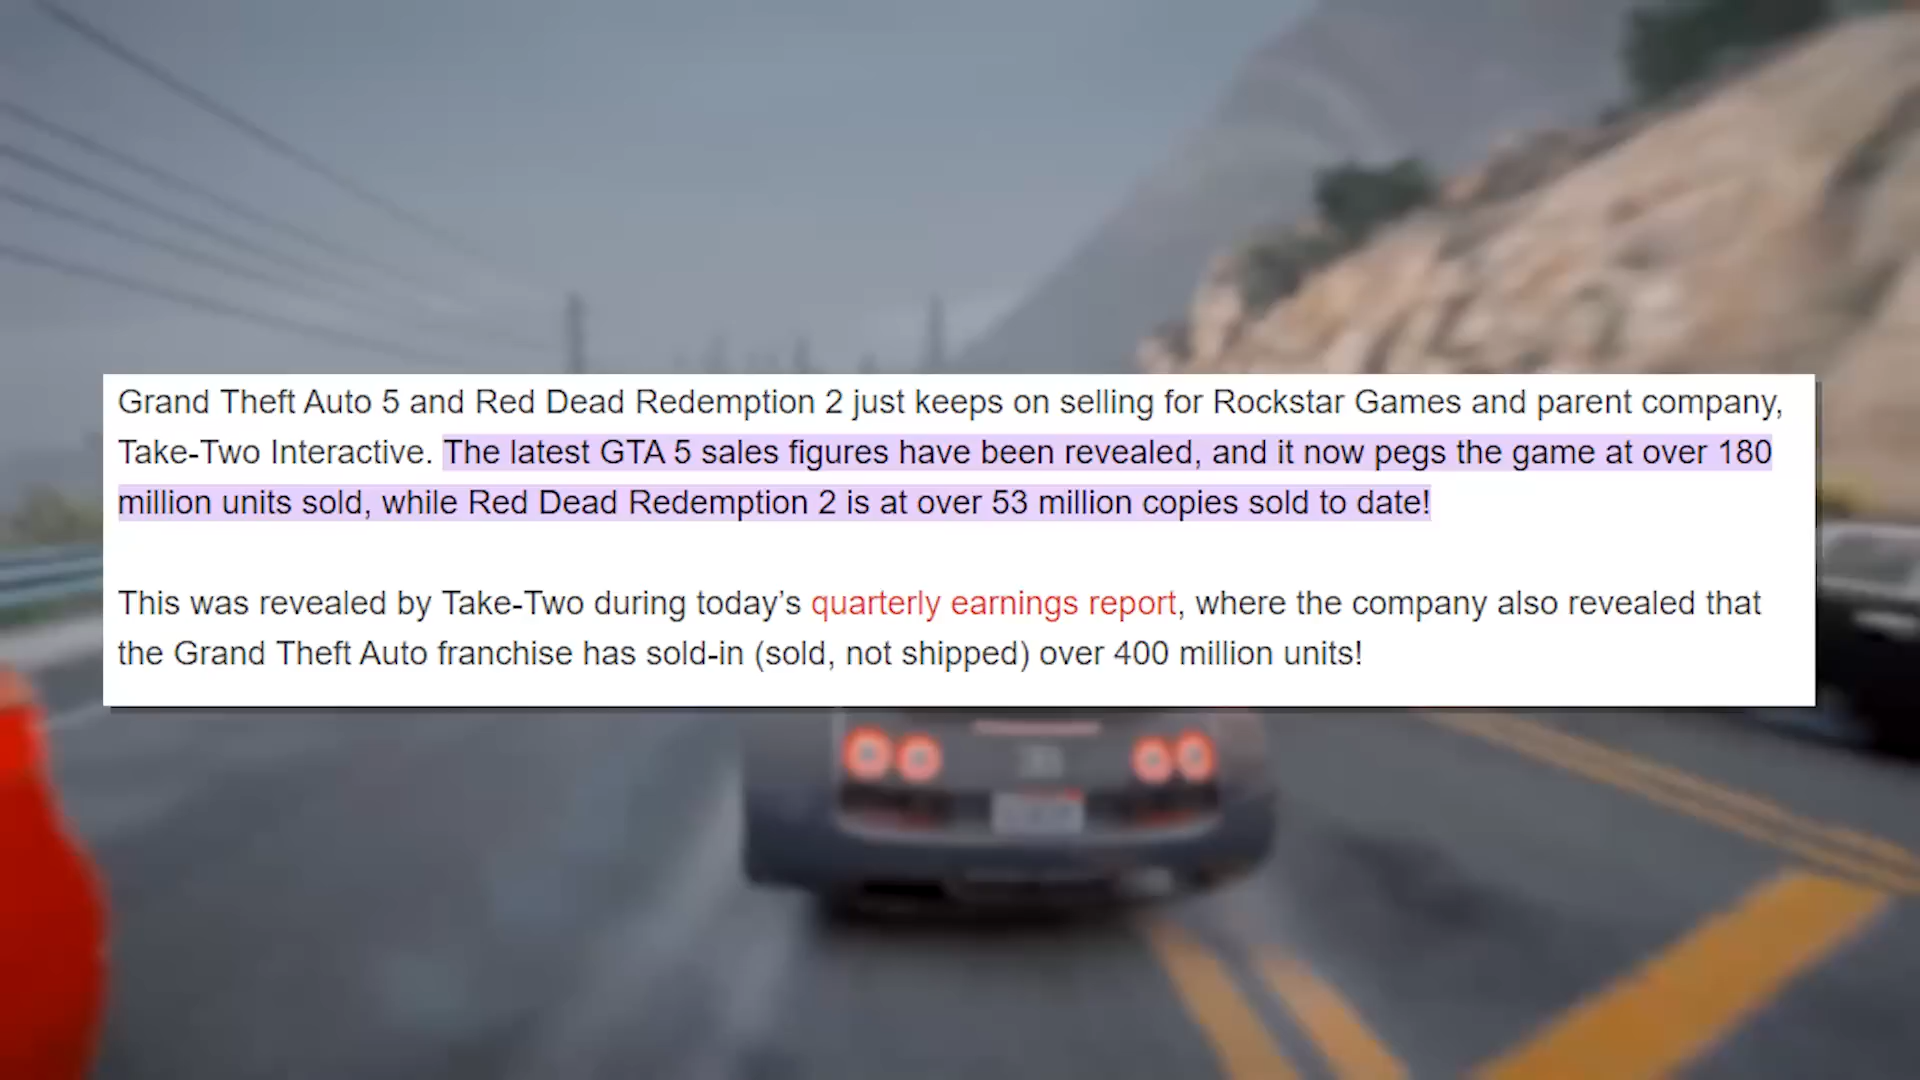 Grand Theft Auto 5 and Red Dead Redemption 2 just keeps on selling for Rockstar Games and parent company,
Take-Two Interactive. The latest GTA 5 sales figures have been revealed, and it now pegs the game at over 180
million units sold, while Red Dead Redemption 2 is at over 53 million copies sold to date!
This was revealed by Take-Two during today’s quarterly earnings report, where the company also revealed that
the Grand Theft Auto franchise has sold-in (sold, not shipped) over 400 million units!